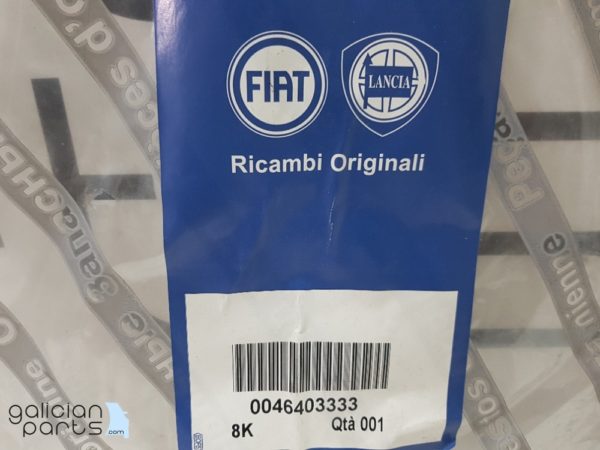 FIAT
LANCIA
Ricambi Originali
0046403333
8K Qtà 001
galician
parts.com